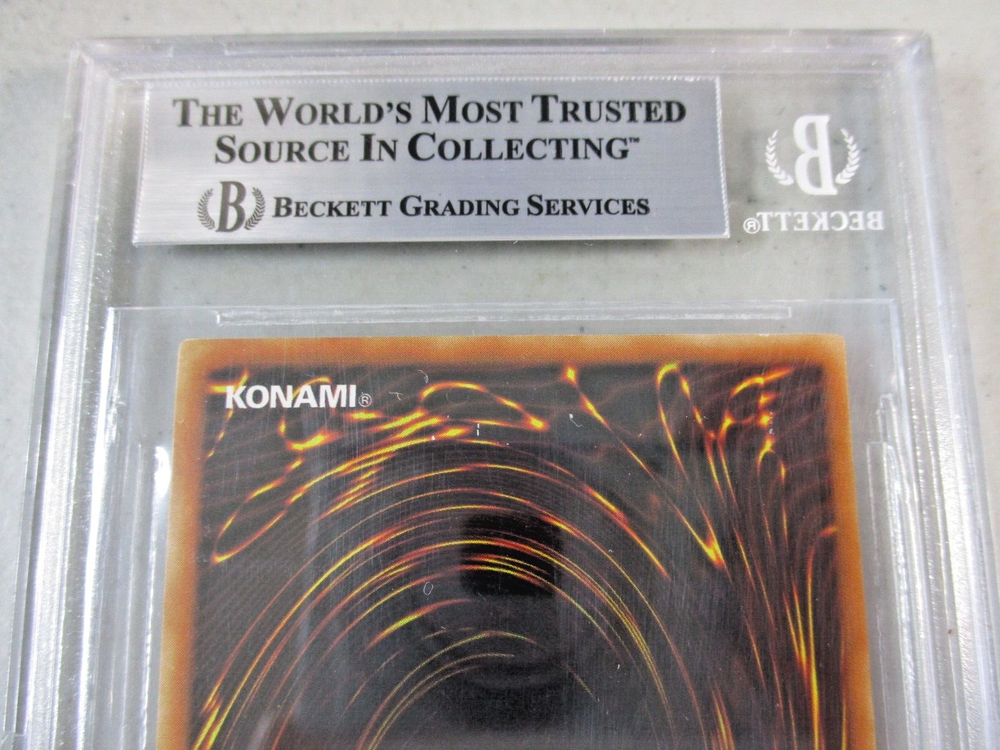 THE WORLD'S MOST TRUSTED
SOURCE IN COLLECTING™
B BECKETT GRADING SERVICES
B
BECKETT®
KONAMI®